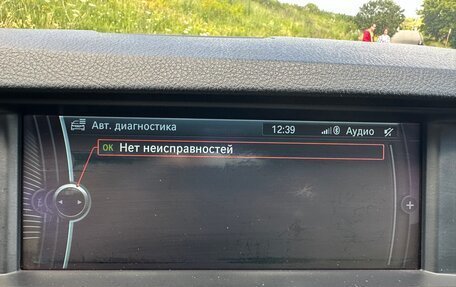 Авт. диагностика
12:39
Аудио
OK Нет неисправностей